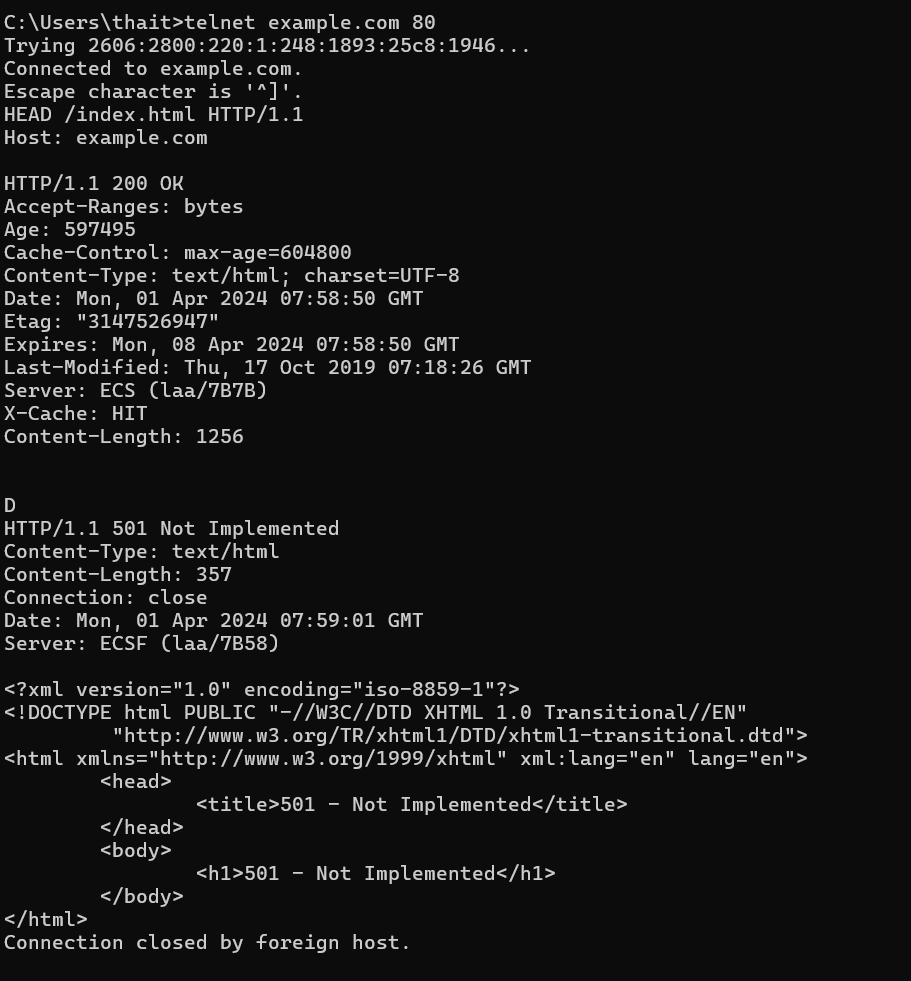 C:\Users\thait>telnet example.com 80
Trying 2606:2800:220:1:248:1893:25c8:1946...
Connected to example.com.
Escape character is '^]'.
HEAD /index.html HTTP/1.1
Host: example.com

HTTP/1.1 200 OK
Accept-Ranges: bytes
Age: 597495
Cache-Control: max-age=604800
Content-Type: text/html; charset=UTF-8
Date: Mon, 01 Apr 2024 07:58:50 GMT
Etag: "3147526947"
Expires: Mon, 08 Apr 2024 07:58:50 GMT
Last-Modified: Thu, 17 Oct 2019 07:18:26 GMT
Server: ECS (laa/7B7B)
X-Cache: HIT
Content-Length: 1256


D
HTTP/1.1 501 Not Implemented
Content-Type: text/html
Content-Length: 357
Connection: close
Date: Mon, 01 Apr 2024 07:59:01 GMT
Server: ECSF (laa/7B58)

<?xml version="1.0" encoding="iso-8859-1"?>
<!DOCTYPE html PUBLIC "-//W3C//DTD XHTML 1.0 Transitional//EN"
         "http://www.w3.org/TR/xhtml1/DTD/xhtml1-transitional.dtd">
<html xmlns="http://www.w3.org/1999/xhtml" xml:lang="en" lang="en">
        <head>
                <title>501 - Not Implemented</title>
        </head>
        <body>
                <h1>501 - Not Implemented</h1>
        </body>
</html>
Connection closed by foreign host.